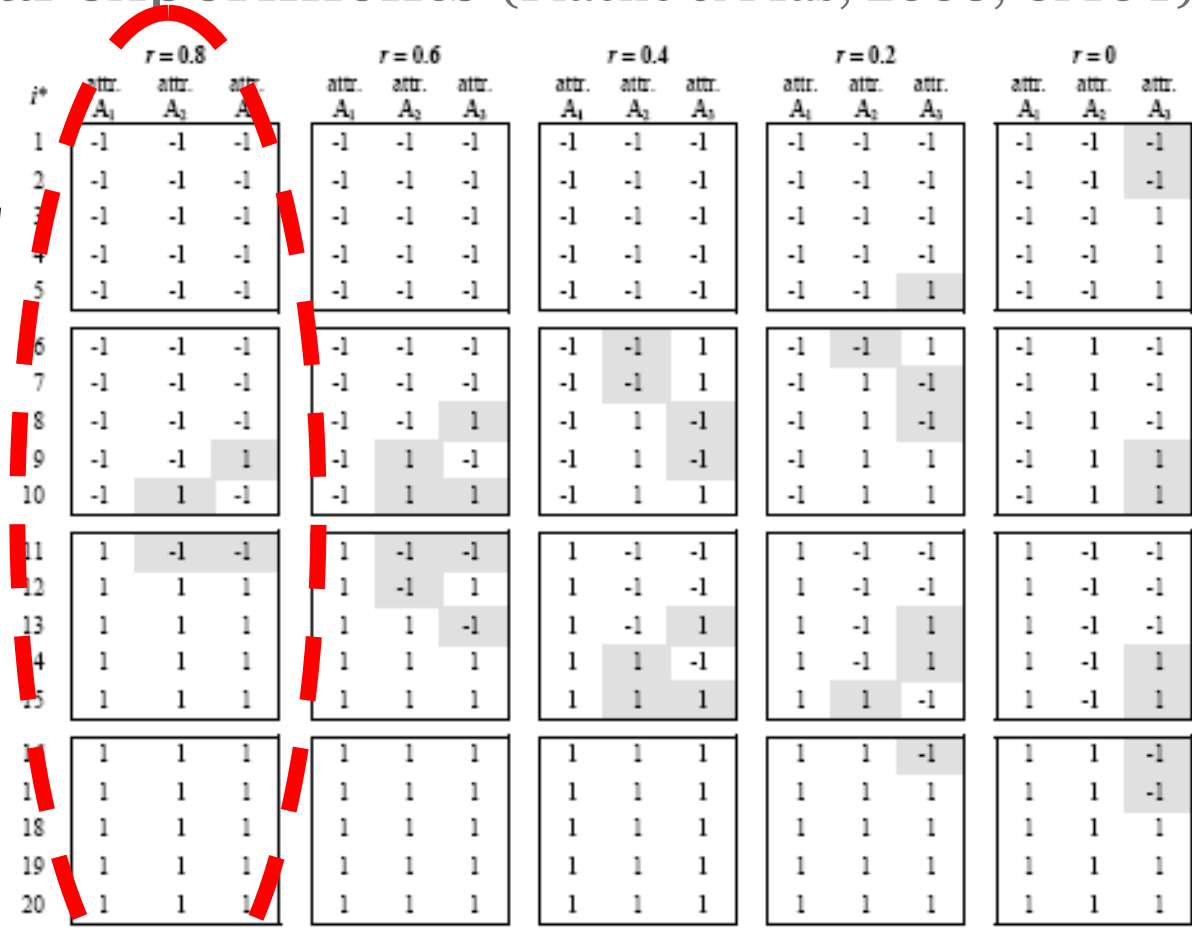 r = 0.8 r = 0.6 r = 0.4 r = 0.2 r = 0
attr. attr. attr. attr. attr. attr. attr. attr. attr. attr. attr. attr. attr. attr. attr.
i* A₁ A₂ A A₁ A₂ A₃ A₁ A₂ A₃ A₁ A₂ A₃ A₁ A₂ A₃
1 -1 -1 -1 -1 -1 -1 -1 -1 -1 -1 -1 -1 -1 -1 -1
2 -1 -1 -1 -1 -1 -1 -1 -1 -1 -1 -1 -1 -1 -1 -1
3 -1 -1 -1 -1 -1 -1 -1 -1 -1 -1 -1 -1 -1 -1 1
4 -1 -1 -1 -1 -1 -1 -1 -1 -1 -1 -1 -1 -1 -1 1
5 -1 -1 -1 -1 -1 -1 -1 -1 -1 -1 -1 1 -1 -1 1
6 -1 -1 -1 -1 -1 -1 -1 -1 1 -1 -1 1 -1 1 -1
7 -1 -1 -1 -1 -1 -1 -1 -1 1 -1 1 -1 -1 1 -1
8 -1 -1 -1 -1 -1 1 -1 1 -1 -1 1 -1 -1 1 -1
9 -1 -1 1 -1 1 -1 -1 1 -1 -1 1 1 -1 1 1
10 -1 1 -1 -1 1 1 -1 1 1 -1 1 1 -1 1 1
11 1 -1 -1 1 -1 -1 1 -1 -1 1 -1 -1 1 -1 -1
12 1 1 1 1 -1 1 1 -1 -1 1 -1 -1 1 -1 -1
13 1 1 1 1 1 -1 1 -1 1 1 -1 1 1 -1 -1
4 1 1 1 1 1 1 1 1 -1 1 -1 1 1 -1 1
15 1 1 1 1 1 1 1 1 1 1 1 -1 1 -1 1
1 1 1 1 1 1 1 1 1 1 1 1 -1 1 1 -1
1 1 1 1 1 1 1 1 1 1 1 1 1 1 1 -1
18 1 1 1 1 1 1 1 1 1 1 1 1 1 1 1
19 1 1 1 1 1 1 1 1 1 1 1 1 1 1 1
20 1 1 1 1 1 1 1 1 1 1 1 1 1 1 1